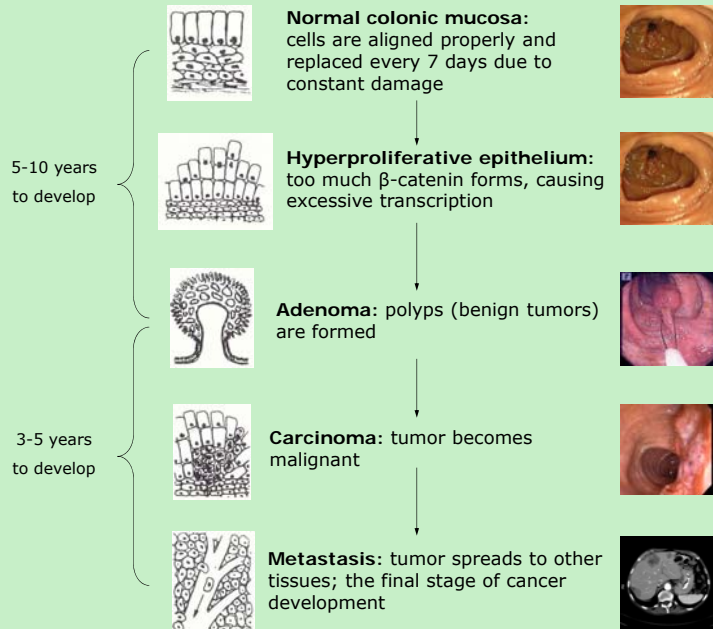 Normal colonic mucosa:
cells are aligned properly and
replaced every 7 days due to
constant damage
5-10 years
to develop
Hyperproliferative epithelium:
too much β-catenin forms, causing
excessive transcription
Adenoma: polyps (benign tumors)
are formed
3-5 years
to develop
Carcinoma: tumor becomes
malignant
Metastasis: tumor spreads to other
tissues; the final stage of cancer
development